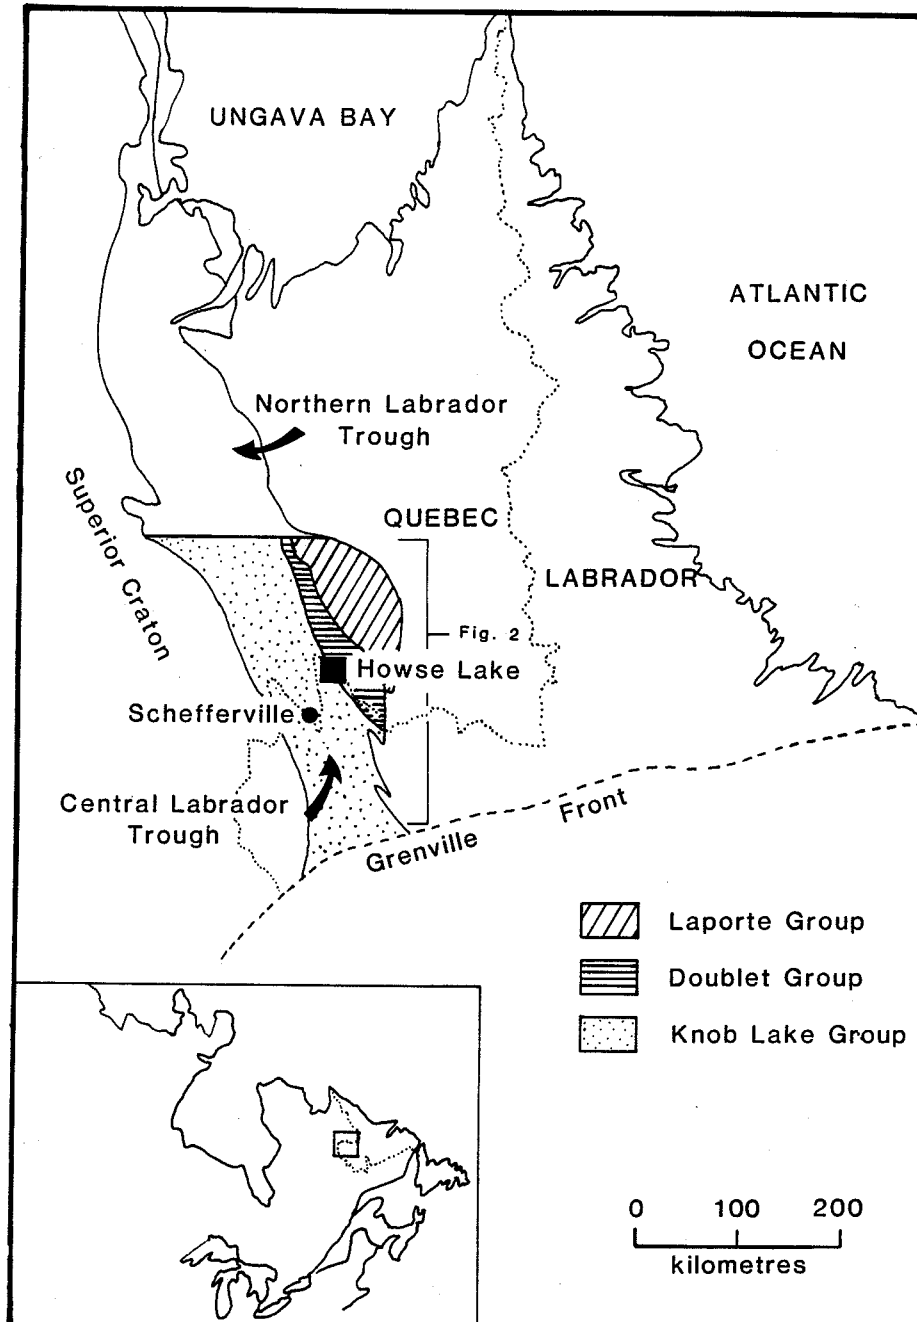 UNGAVA BAY
ATLANTIC
OCEAN
Northern Labrador
Trough
Superior Craton
QUEBEC
LABRADOR
Fig. 2
Howse Lake
Schefferville
Central Labrador
Trough
Grenville Front
Laporte Group
Doublet Group
Knob Lake Group
0 100 200
kilometres